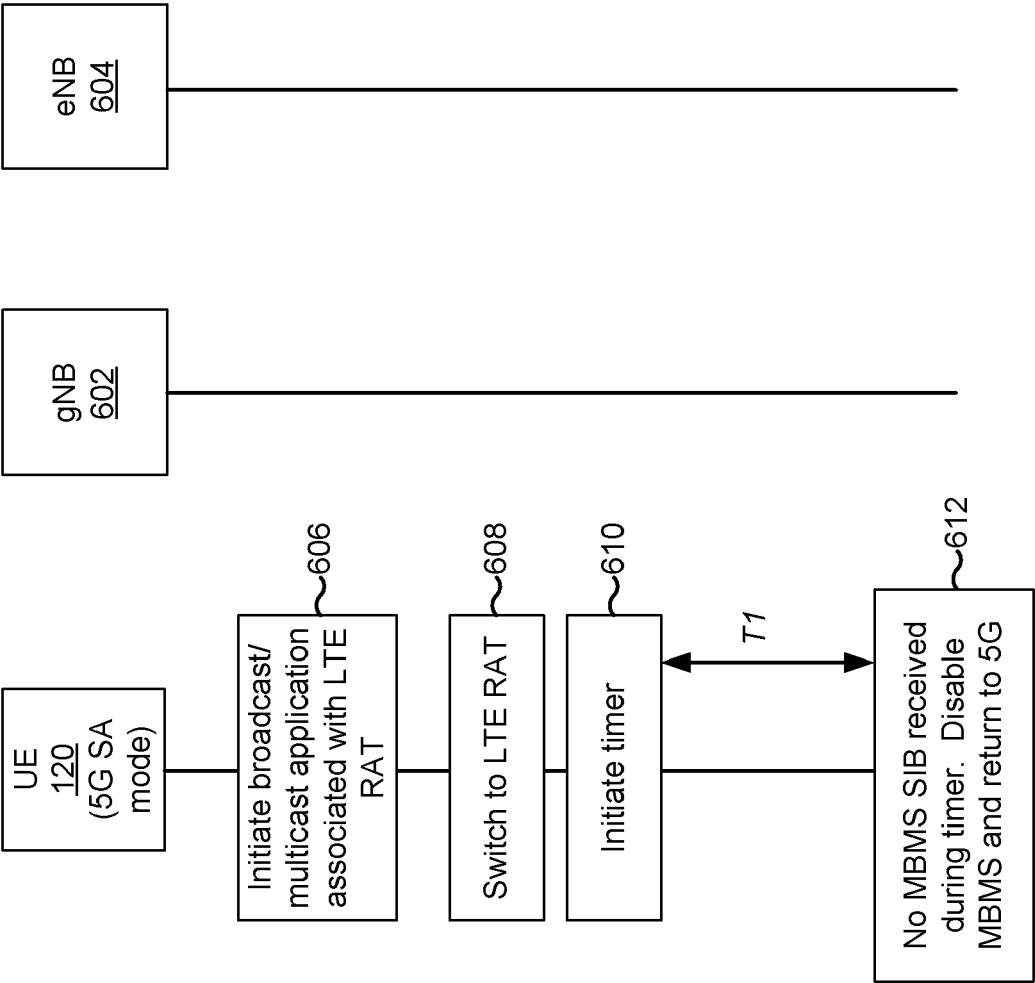 UE
120
(5G SA
mode)
gNB
602
eNB
604
Initiate broadcast/
multicast application
associated with LTE
RAT
606
Switch to LTE RAT
608
Initiate timer
610
T1
No MBMS SIB received
during timer. Disable
MBMS and return to 5G
612